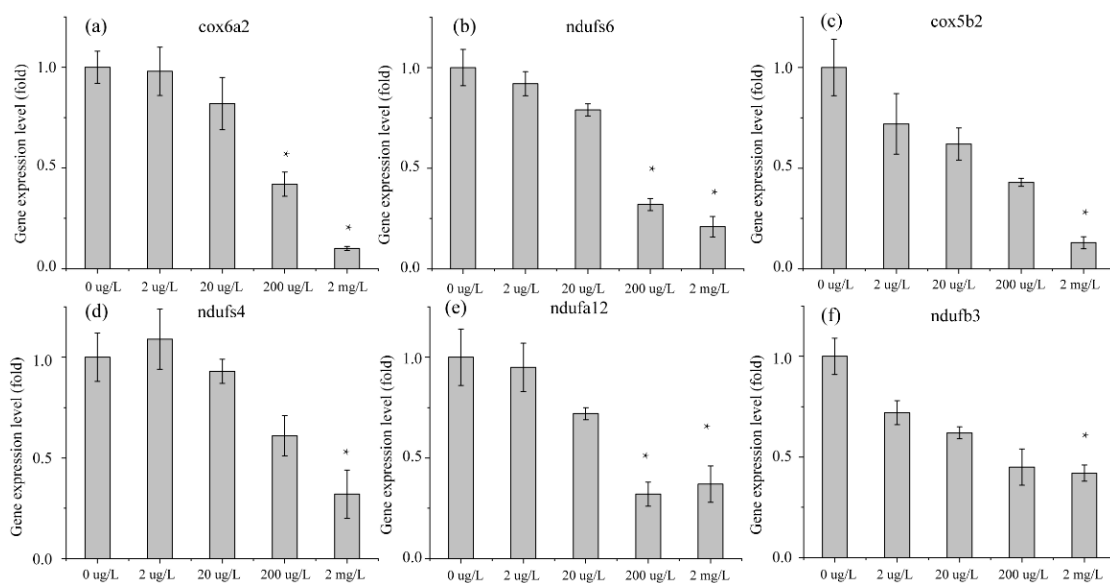 (a)
cox6a2
Gene expression level (fold)
1.0
0.5
0.0
*
*
0 ug/L 2 ug/L 20 ug/L 200 ug/L 2 mg/L
(b)
ndufs6
Gene expression level (fold)
1.0
0.5
0.0
*
*
0 ug/L 2 ug/L 20 ug/L 200 ug/L 2 mg/L
(c)
cox5b2
Gene expression level (fold)
1.0
0.5
0.0
*
0 ug/L 2 ug/L 20 ug/L 200 ug/L 2 mg/L
(d)
ndufs4
Gene expression level (fold)
1.0
0.5
0.0
*
0 ug/L 2 ug/L 20 ug/L 200 ug/L 2 mg/L
(e)
ndufa12
Gene expression level (fold)
1.0
0.5
0.0
*
*
0 ug/L 2 ug/L 20 ug/L 200 ug/L 2 mg/L
(f)
ndufb3
Gene expression level (fold)
1.0
0.5
0.0
*
0 ug/L 2 ug/L 20 ug/L 200 ug/L 2 mg/L